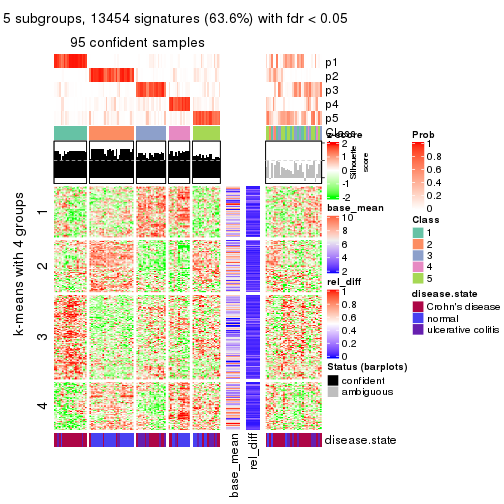 5 subgroups, 13454 signatures (63.6%) with fdr < 0.05
95 confident samples
p1
p2
p3
p4
p5
Class
z-score
2
1
0
-1
-2
Silhouette
score
Prob
1
0.8
0.6
0.4
0.2
0
base_mean
10
8
6
4
2
Class
1
2
3
4
5
rel_diff
1
0.8
0.6
0.4
0.2
0
disease.state
Crohn's disease
normal
ulcerative colitis
Status (barplots)
confident
ambiguous
k-means with 4 groups
1
2
3
4
disease.state
base_mean
rel_diff